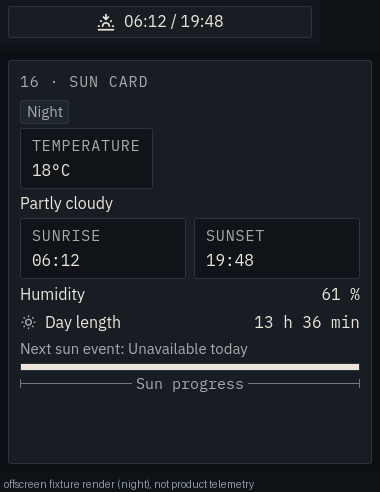 06:12 / 19:48
16 · SUN CARD
Night
TEMPERATURE
18°C
Partly cloudy
SUNRISE SUNSET
06:12 19:48
Humidity 61 %
Day length 13 h 36 min
Next sun event: Unavailable today
Sun progress
offscreen fixture render (night), not product telemetry